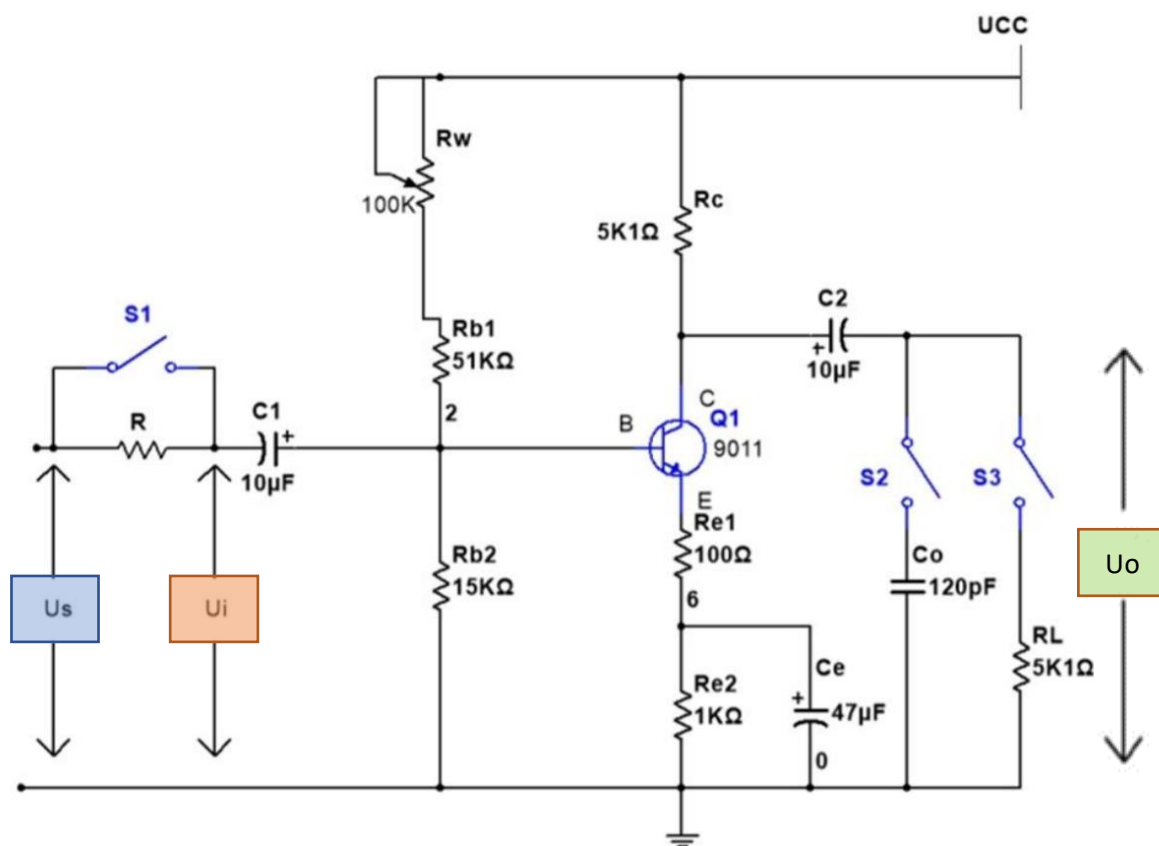 UCC
Rw
100K
Rc
5K1Ω
S1
Rb1
51KΩ
C2
10µF
R
C1
10µF
2
B
C
Q1
9011
E
S2
S3
Re1
100Ω
Rb2
15KΩ
6
Co
120pF
Uo
Us
Ui
RL
5K1Ω
Re2
1KΩ
Ce
47µF
0